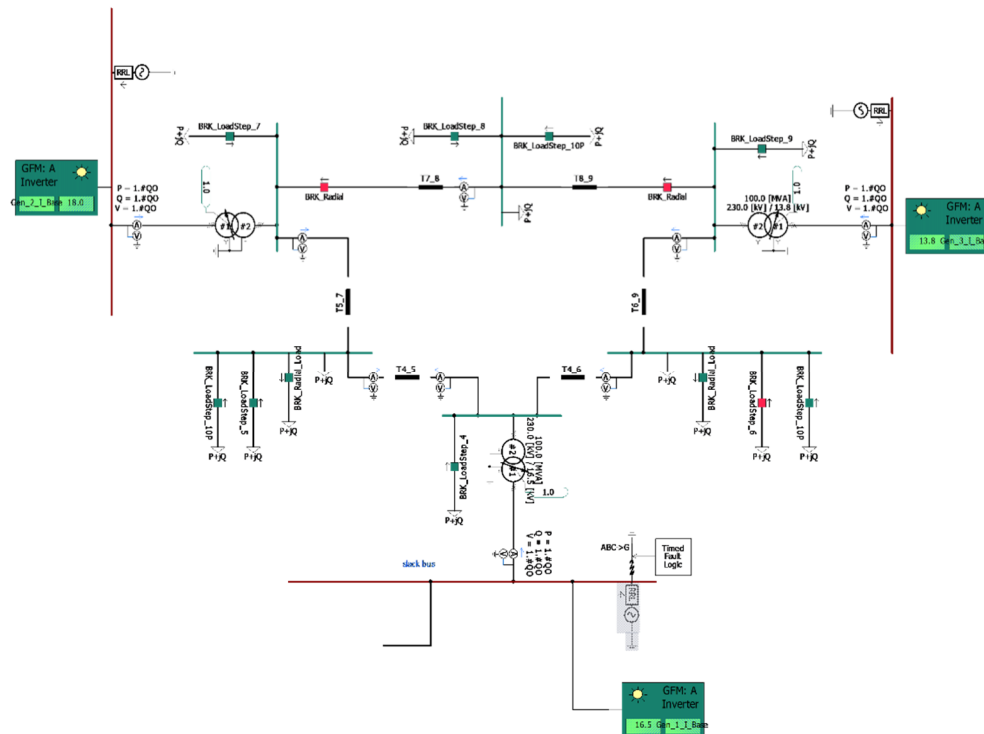 RRL
RRL
BRK_LoadStep_7
P+jQ
BRK_LoadStep_8
P+jQ
BRK_LoadStep_10P
P+jQ
BRK_LoadStep_9
P+jQ
GFM: A
Inverter
Gen_2_I_Base 18.0
P = 1.#QO
Q = 1.#QO
V = 1.#QO
A
V
1.0
#1
#2
BRK_Radial
T7_8
A
V
P+jQ
T8_9
BRK_Radial
100.0 [MVA]
230.0 [kV] / 13.8 [kV]
1.0
#2
#1
P = 1.#QO
Q = 1.#QO
V = 1.#QO
A
V
GFM: A
Inverter
13.8 Gen_3_I_Ba
A
V
A
V
T5_7
T6_9
BRK_LoadStep_10P
P+jQ
BRK_LoadStep_5
P+jQ
BRK_Radial_Load
P+jQ
P+jQ
A
V
T4_5
A
V
T4_6
A
V
P+jQ
BRK_Radial_Load
P+jQ
BRK_LoadStep_6
P+jQ
BRK_LoadStep_10P
P+jQ
BRK_LoadStep_4
P+jQ
#2
#1
100.0 [MVA]
230.0 [kV] / 16.5 [kV]
1.0
A
V
P = 1.#QO
Q = 1.#QO
V = 1.#QO
slack bus
ABC->G
Timed
Fault
Logic
RRL
GFM: A
Inverter
16.5 Gen_1_I_Base